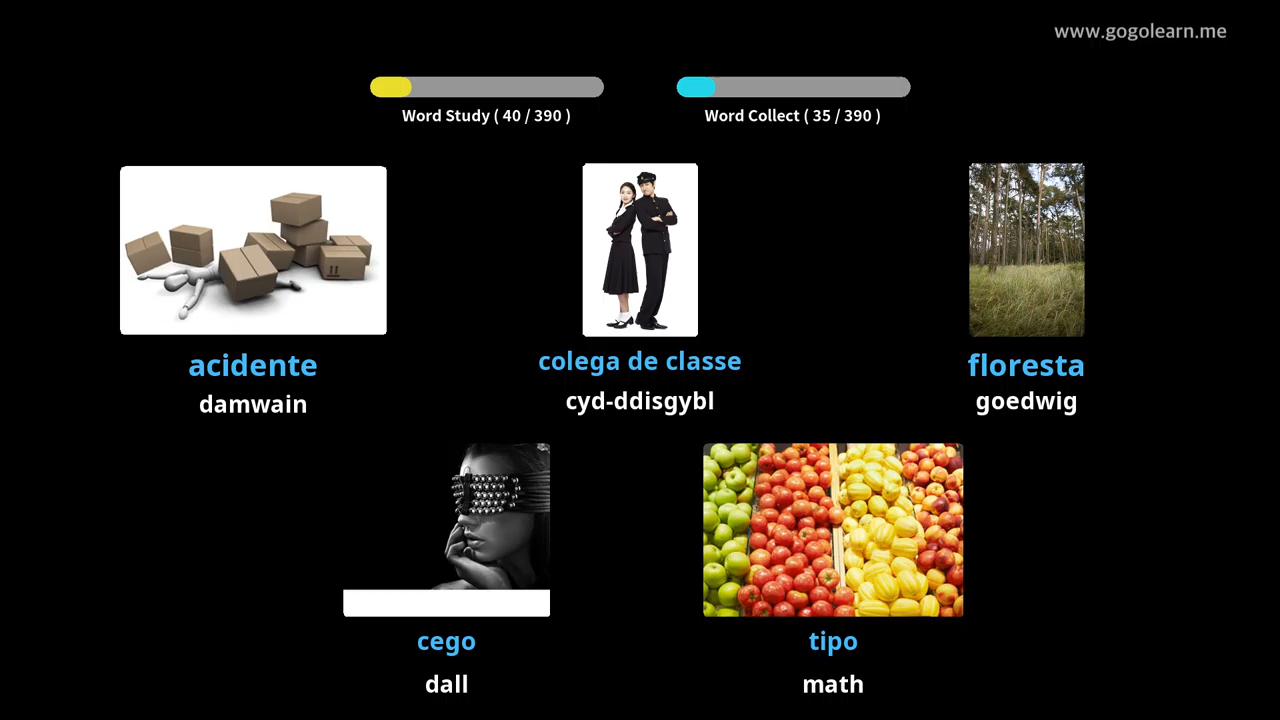 www.gogolearn.me
Word Study ( 40 / 390 )
Word Collect ( 35 / 390 )
acidente
damwain
colega de classe
cyd-ddisgybl
floresta
goedwig
cego
dall
tipo
math